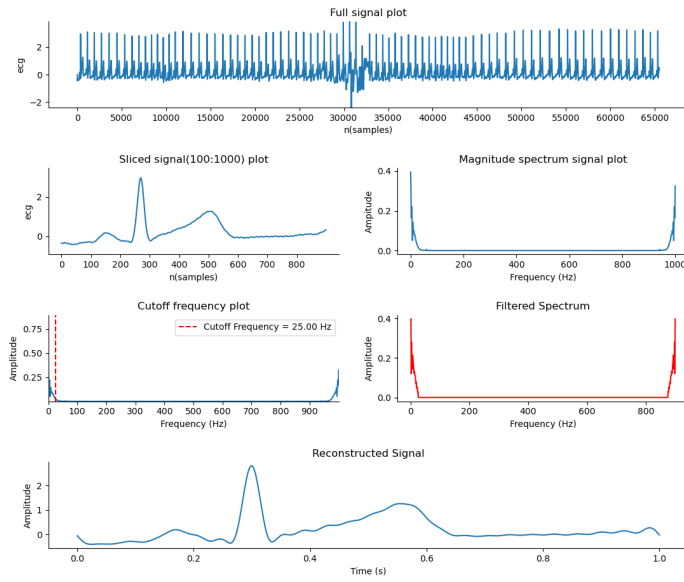 Full signal plot
ecg
2
0
−2
0 5000 10000 15000 20000 25000 30000 35000 40000 45000 50000 55000 60000 65000
n(samples)
Sliced signal(100:1000) plot
ecg
2
0
0 100 200 300 400 500 600 700 800
n(samples)
Magnitude spectrum signal plot
Amplitude
0.4
0.2
0.0
0 200 400 600 800 1000
Frequency (Hz)
Cutoff frequency plot
Amplitude
0.75
0.50
0.25
Cutoff Frequency = 25.00 Hz
0 100 200 300 400 500 600 700 800 900
Frequency (Hz)
Filtered Spectrum
Amplitude
0.4
0.2
0.0
0 200 400 600 800
Frequency (Hz)
Reconstructed Signal
Amplitude
2
1
0
0.0 0.2 0.4 0.6 0.8 1.0
Time (s)